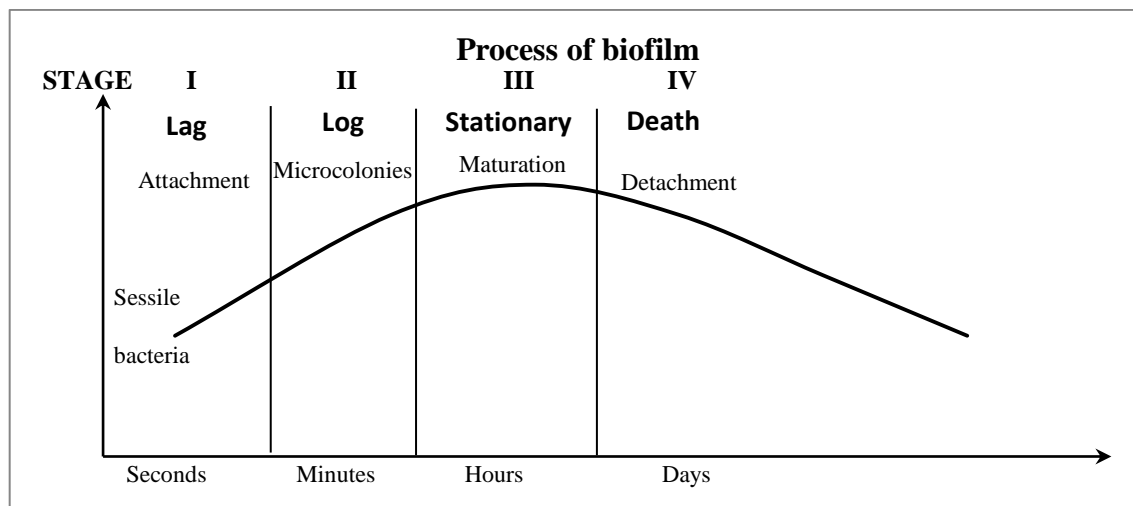 Process of biofilm
STAGE I II III IV
Lag Log Stationary Death
Attachment Microcolonies Maturation Detachment
Sessile
bacteria
Seconds Minutes Hours Days